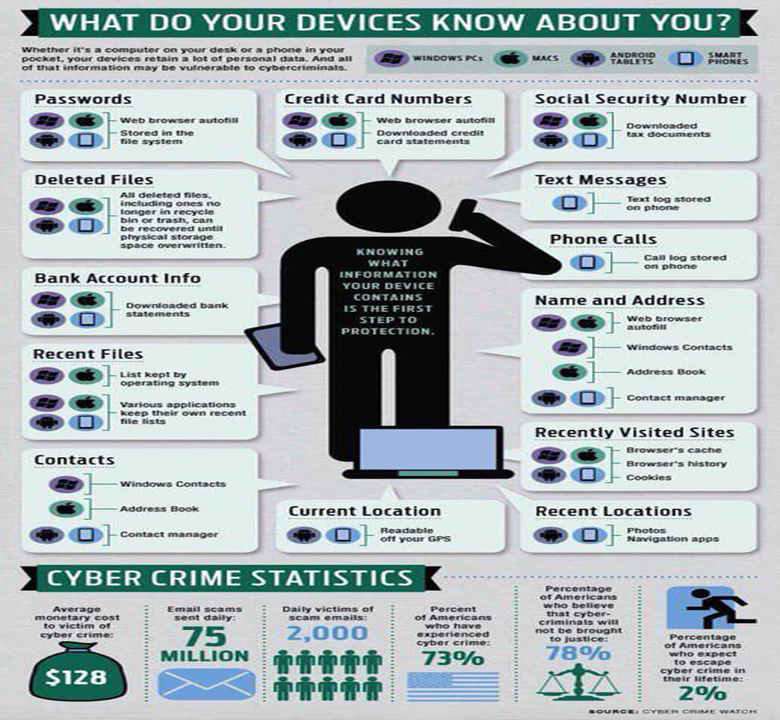 WHAT DO YOUR DEVICES KNOW ABOUT YOU?
Whether it's a computer on your desk or a phone in your
pocket, your devices retain a lot of personal data. And all
of that information may be vulnerable to cybercriminals.
WINDOWS PCs
MACS
ANDROID
TABLETS
SMART
PHONES
Passwords
Web browser autofill
Stored in the
file system
Credit Card Numbers
Web browser autofill
Downloaded credit
card statements
Social Security Number
Downloaded
tax documents
Deleted Files
All deleted files,
including ones no
longer in recycle
bin or trash, can
be recovered until
physical storage
space overwritten.
Text Messages
Text log stored
on phone
Phone Calls
Call log stored
on phone
KNOWING
WHAT
INFORMATION
YOUR DEVICE
CONTAINS
IS THE FIRST
STEP TO
PROTECTION.
Bank Account Info
Downloaded bank
statements
Name and Address
Web browser
autofill
Windows Contacts
Address Book
Contact manager
Recent Files
List kept by
operating system
Various applications
keep their own recent
file lists
Recently Visited Sites
Browser's cache
Browser's history
Cookies
Contacts
Windows Contacts
Address Book
Contact manager
Current Location
Readable
off your GPS
Recent Locations
Photos
Navigation apps
CYBER CRIME STATISTICS
Average
monetary cost
to victim of
cyber crime:
$128
Email scams
sent daily:
75
MILLION
Daily victims of
scam emails:
2,000
Percent
of Americans
who have
experienced
cyber crime:
73%
Percentage
of Americans
who believe
that cyber-
criminals will
not be brought
to justice:
78%
Percentage
of Americans
who expect
to escape
cyber crime in
their lifetime:
2%
SOURCE: CYBER CRIME WATCH